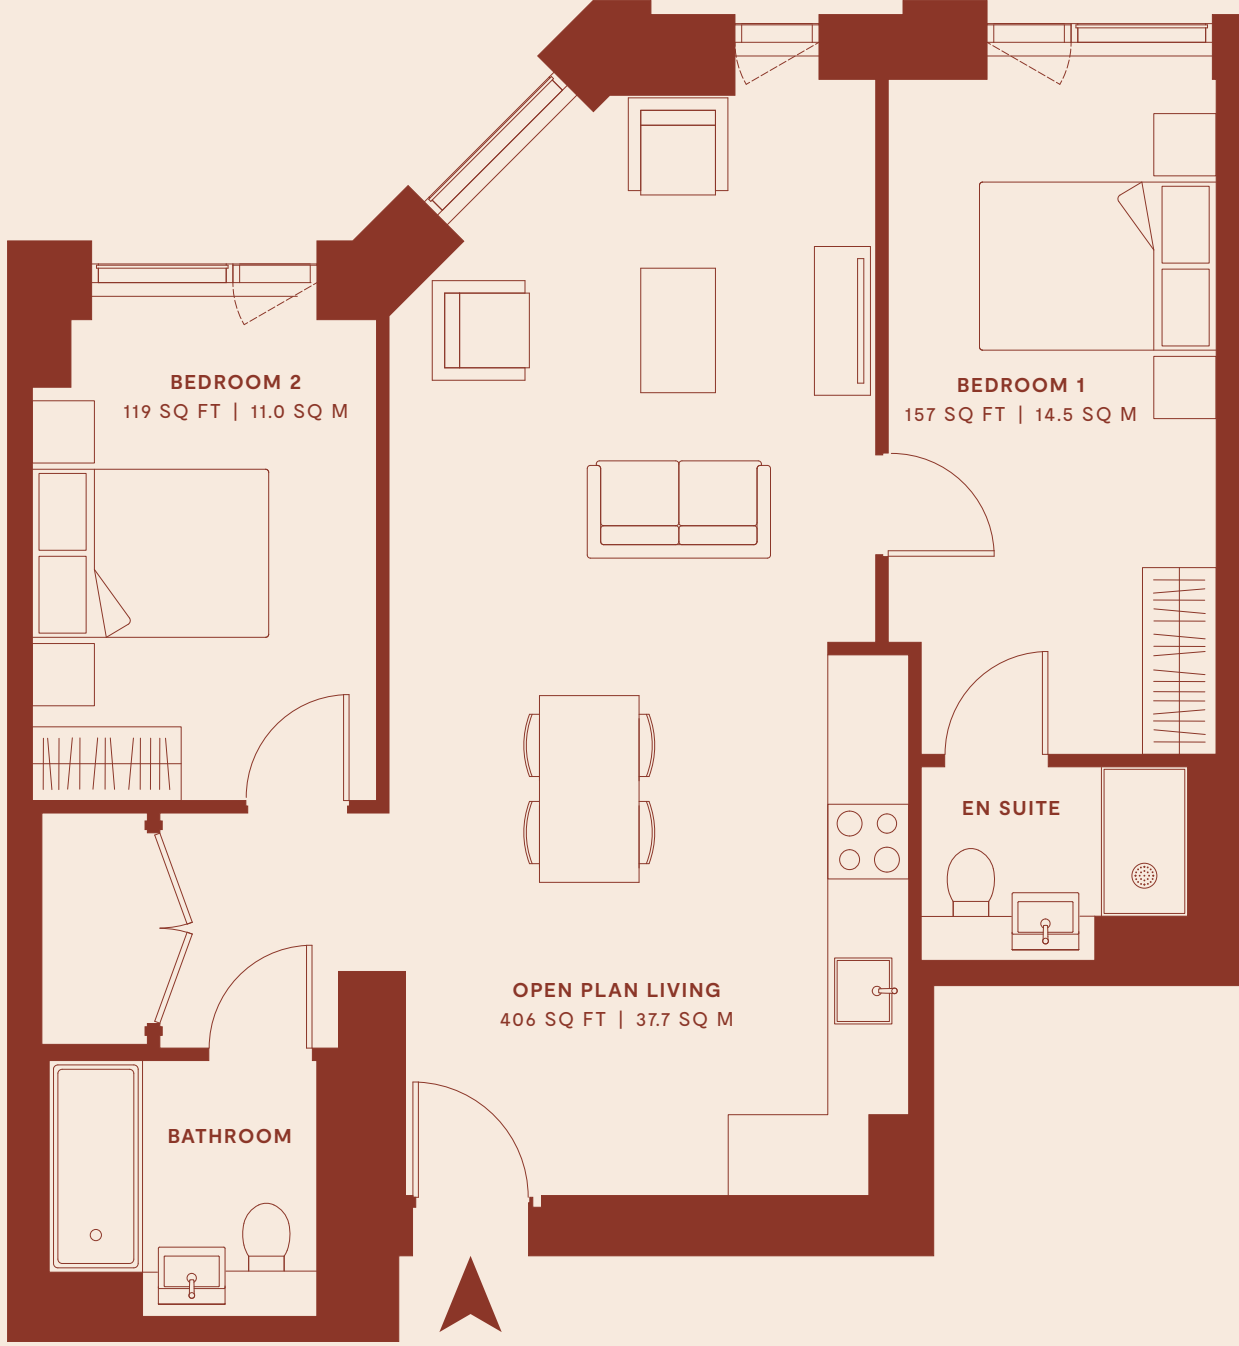 BEDROOM 2
119 SQ FT | 11.0 SQ M
BEDROOM 1
157 SQ FT | 14.5 SQ M
EN SUITE
OPEN PLAN LIVING
406 SQ FT | 37.7 SQ M
BATHROOM